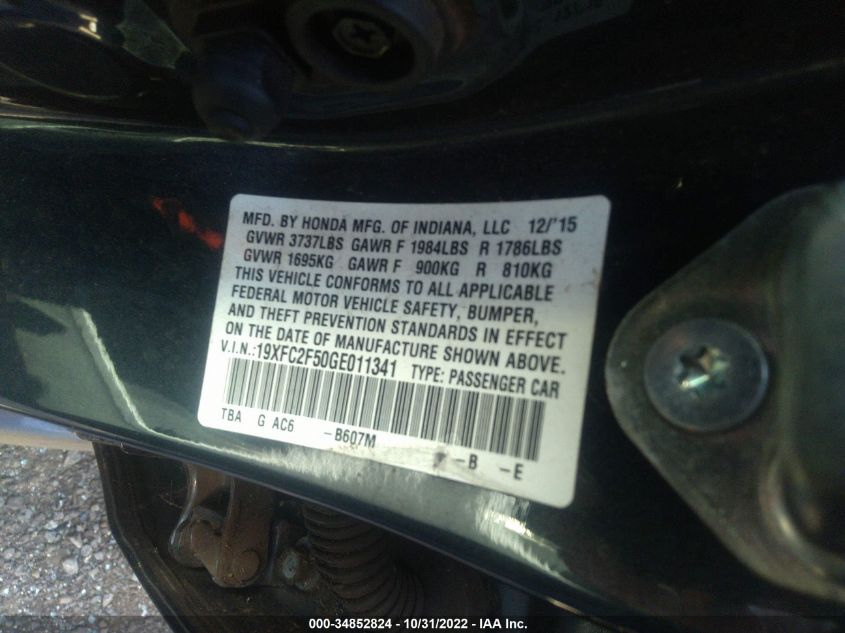 MFD. BY HONDA MFG. OF INDIANA, LLC 12/'15
GVWR 3737LBS GAWR F 1984LBS R 1786LBS
GVWR 1695KG GAWR F 900KG R 810KG
THIS VEHICLE CONFORMS TO ALL APPLICABLE
FEDERAL MOTOR VEHICLE SAFETY, BUMPER,
AND THEFT PREVENTION STANDARDS IN EFFECT
ON THE DATE OF MANUFACTURE SHOWN ABOVE.
V.I.N.:19XFC2F50GE011341 TYPE: PASSENGER CAR
TBA G AC6 -B607M -B -E
000-34852824 - 10/31/2022 - IAA Inc.